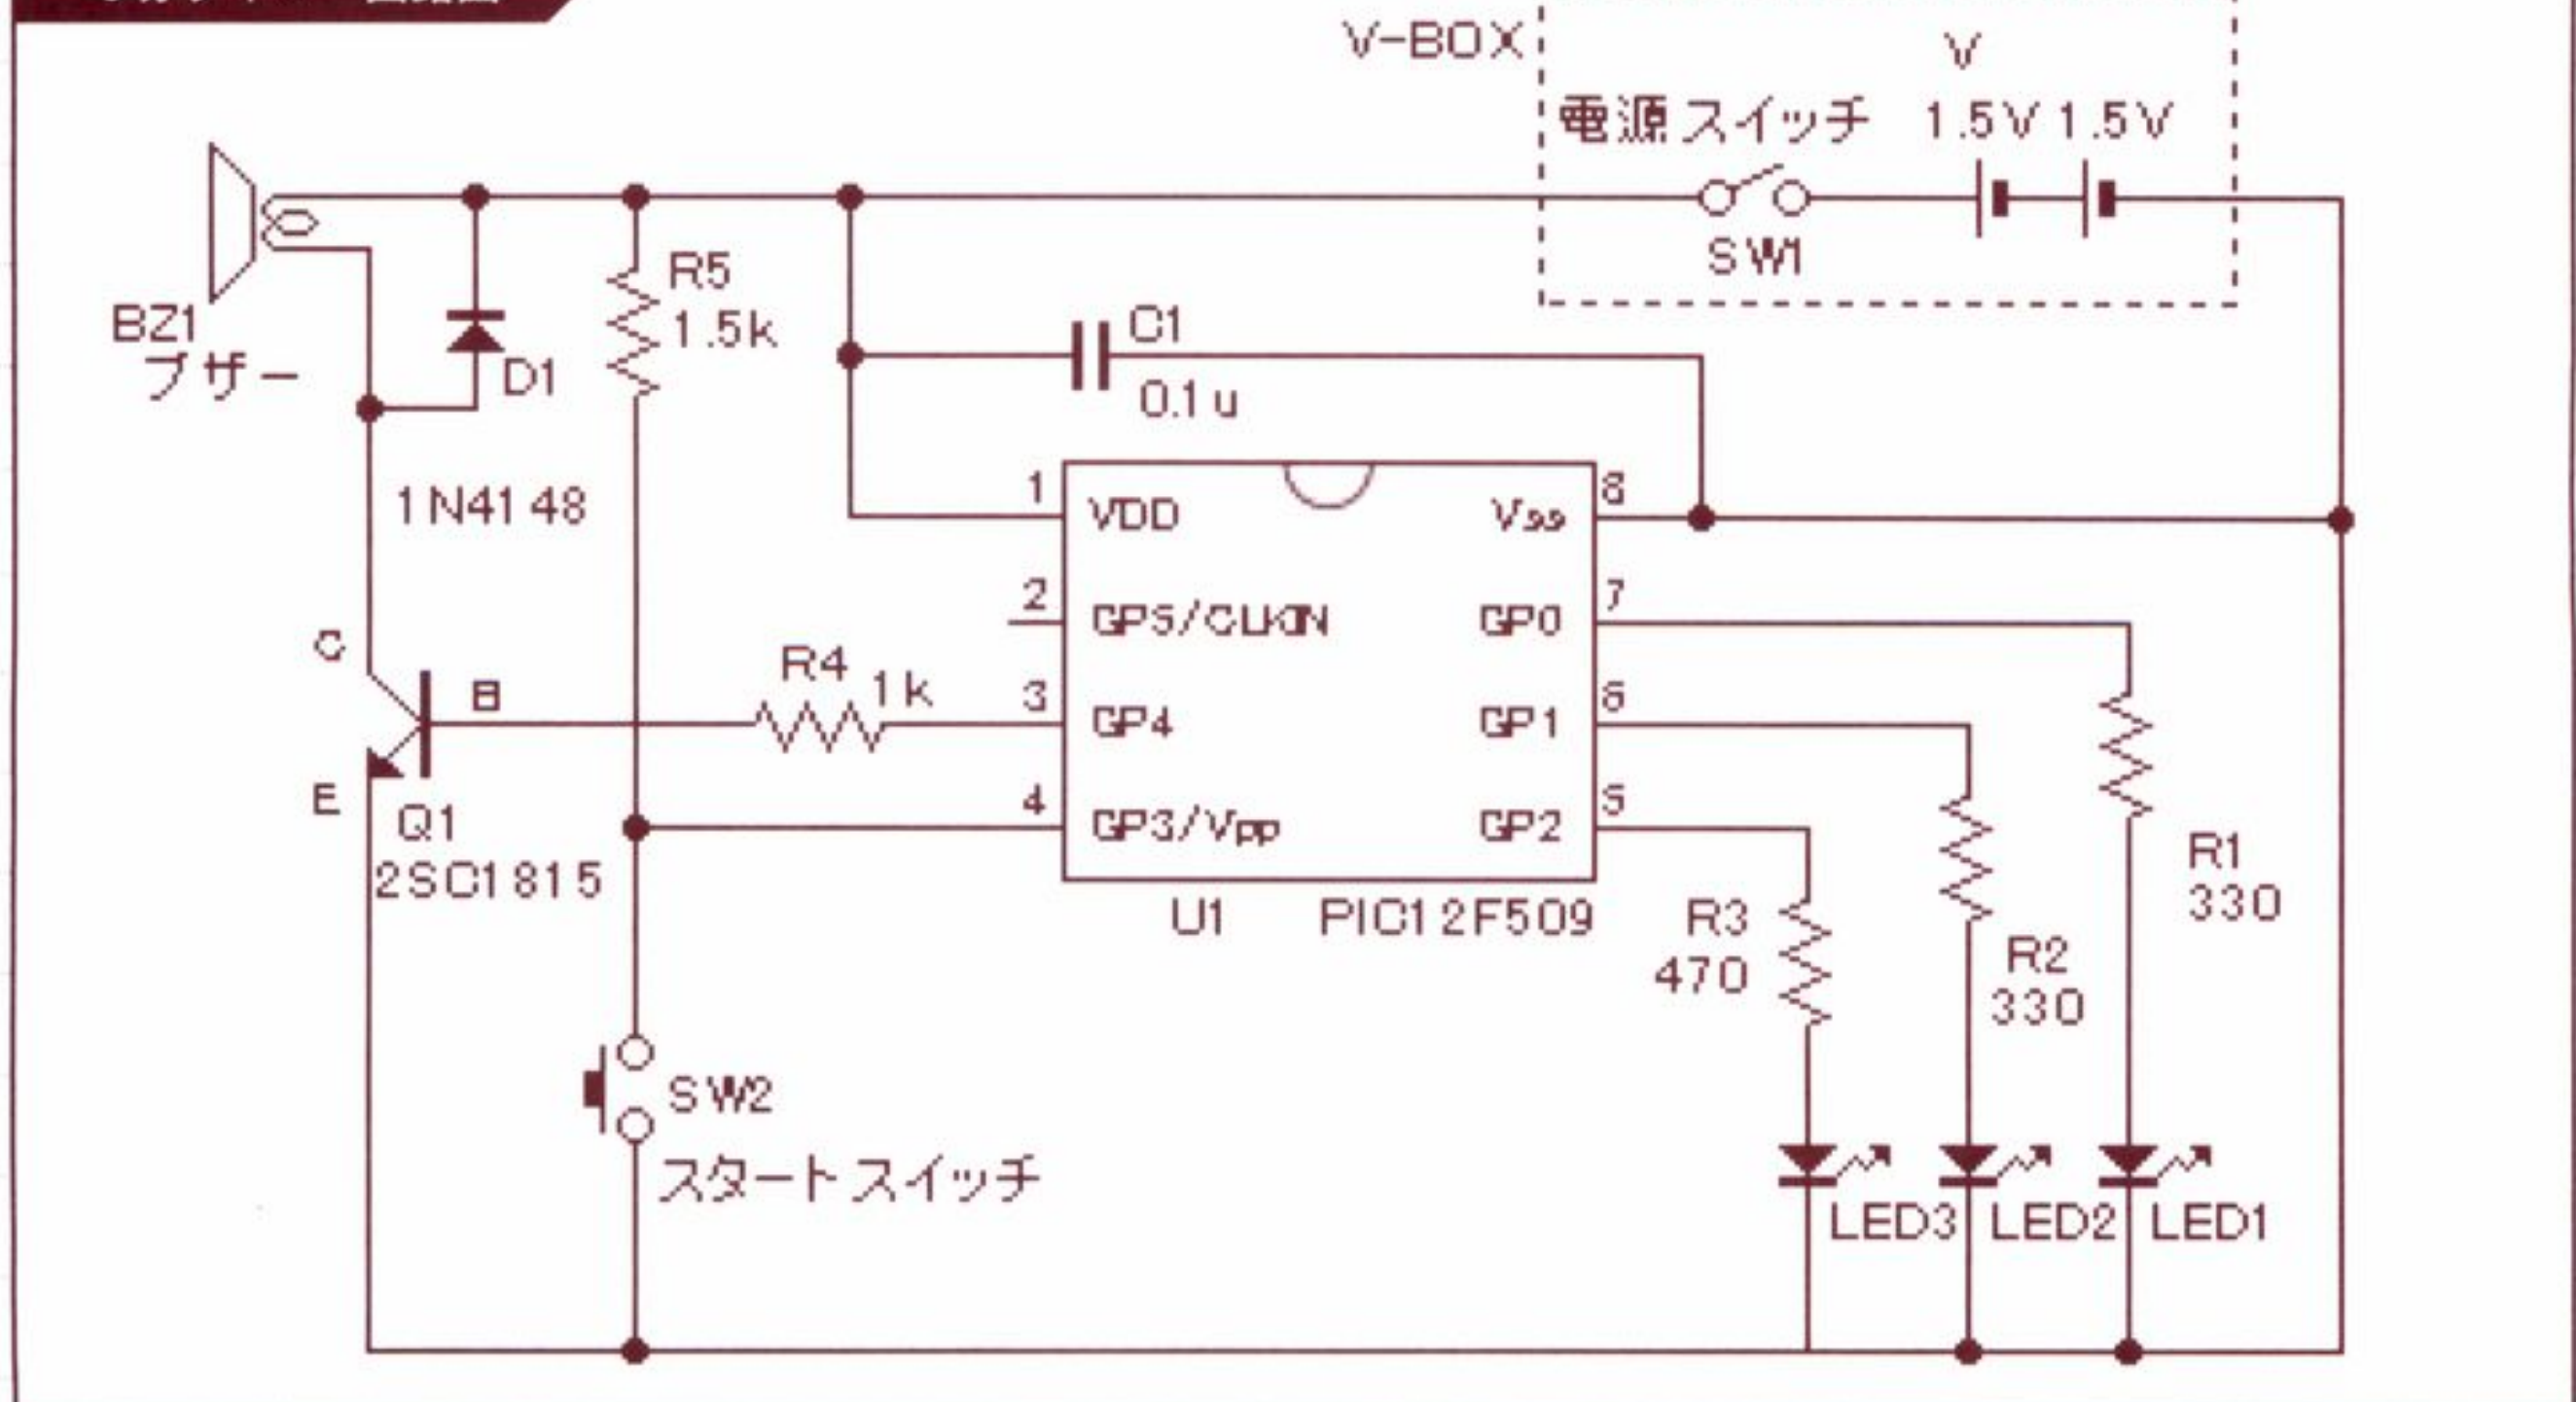 V-BOX
V
電源スイッチ
1.5V 1.5V
SW1
BZ1
ブザー
D1
1N4148
R5
1.5k
C1
0.1u
1
VDD
Vss
8
2
GP5/CLKIN
GP0
7
R4 1k
3
GP4
GP1
6
4
GP3/Vpp
GP2
5
U1
PIC12F509
C
B
E
Q1
2SC1815
R3
470
R2
330
R1
330
SW2
スタートスイッチ
LED3
LED2
LED1